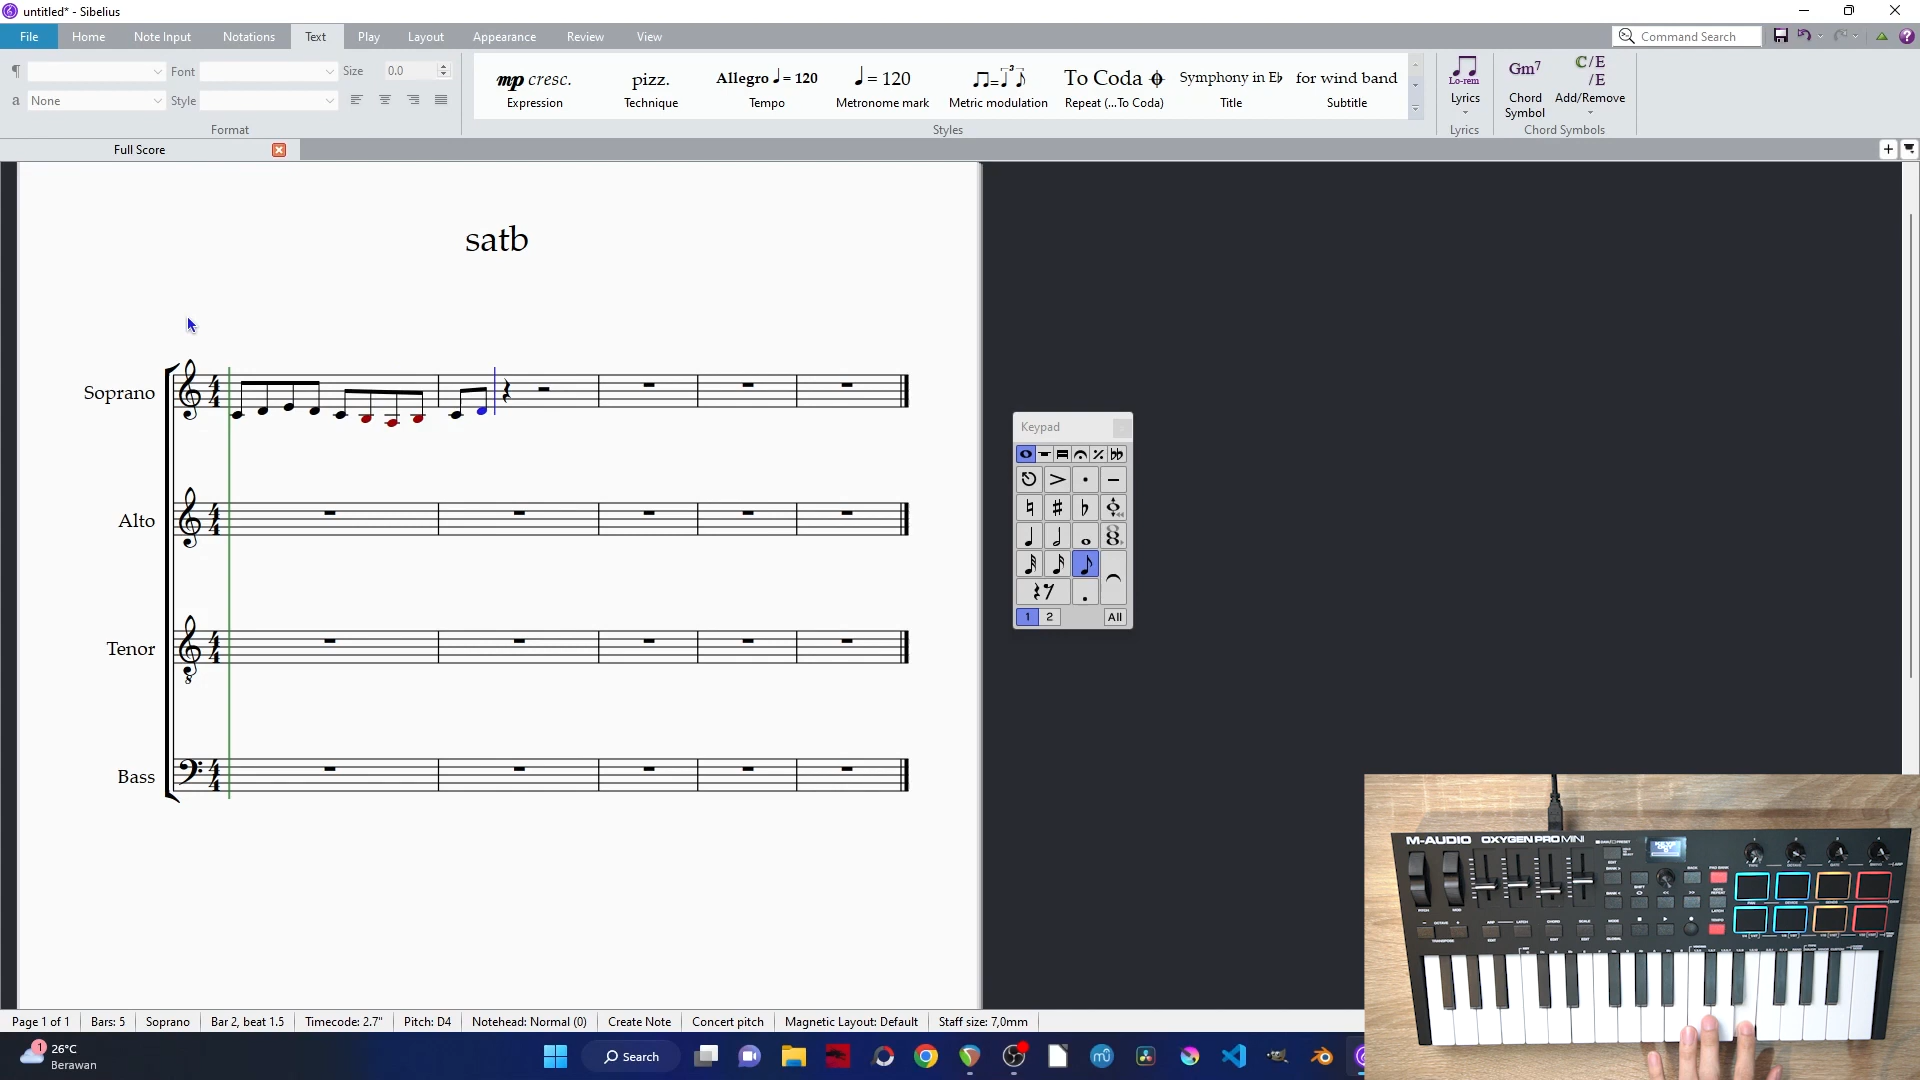 untitled* - Sibelius
File Home Note Input Notations Text Play Layout Appearance Review View
Command Search
Font Size 0.0
None Style
Format
mp cresc.
Expression
pizz.
Technique
Allegro ♩ = 120
Tempo
♩ = 120
Metronome mark
3
Metric modulation
To Coda
Repeat (...To Coda)
Symphony in E♭
Title
for wind band
Subtitle
Styles
Lo-rem
Lyrics
Lyrics
Gm7
Chord
Symbol
C/E
/E
Add/Remove
Chord Symbols
Full Score
satb
Soprano
Alto
Tenor
8
Bass
Keypad
1 2 All
M-AUDIO OXYGEN PRO MINI
Page 1 of 1 Bars: 5 Soprano Bar 2, beat 1.5 Timecode: 2.7" Pitch: D4 Notehead: Normal (0) Create Note Concert pitch Magnetic Layout: Default Staff size: 7,0mm
1
26°C
Berawan
Search